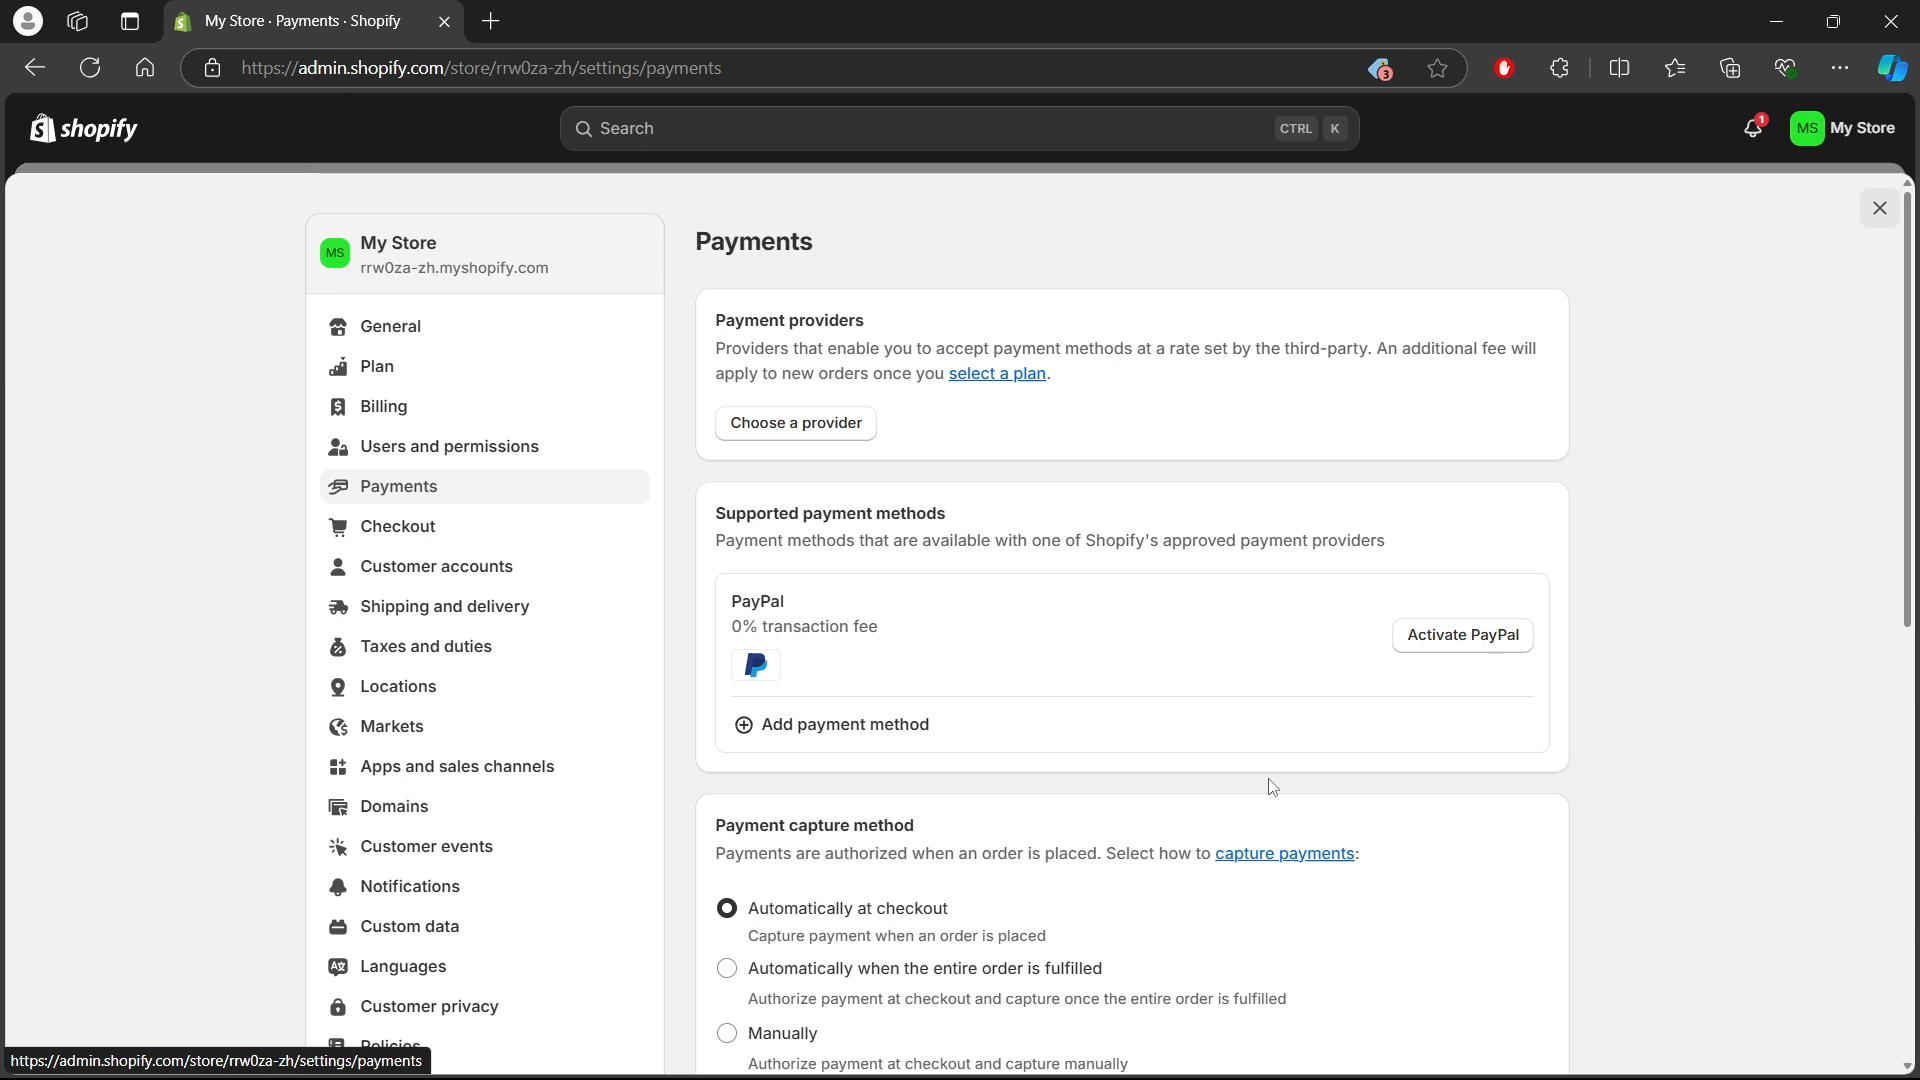 My Store · Payments · Shopify
https://admin.shopify.com/store/rrw0za-zh/settings/payments
3
shopify
Search
CTRL K
1
MS My Store
MS
My Store
rrw0za-zh.myshopify.com
General
Plan
Billing
Users and permissions
Payments
Checkout
Customer accounts
Shipping and delivery
Taxes and duties
Locations
Markets
Apps and sales channels
Domains
Customer events
Notifications
Custom data
Languages
Customer privacy
Policies
https://admin.shopify.com/store/rrw0za-zh/settings/payments
Payments
Payment providers
Providers that enable you to accept payment methods at a rate set by the third-party. An additional fee will
apply to new orders once you select a plan.
Choose a provider
Supported payment methods
Payment methods that are available with one of Shopify's approved payment providers
PayPal
0% transaction fee
Activate PayPal
Add payment method
Payment capture method
Payments are authorized when an order is placed. Select how to capture payments:
Automatically at checkout
Capture payment when an order is placed
Automatically when the entire order is fulfilled
Authorize payment at checkout and capture once the entire order is fulfilled
Manually
Authorize payment at checkout and capture manually